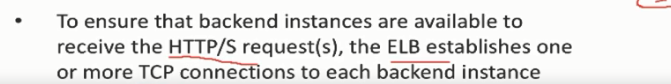 • To ensure that backend instances are available to
receive the HTTP/S request(s), the ELB establishes one
or more TCP connections to each backend instance